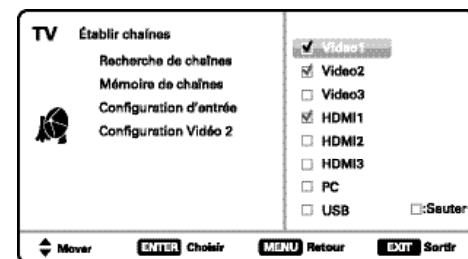 TV
Établir chaînes
Recherche de chaînes
Mémoire de chaînes
Configuration d'entrée
Configuration Vidéo 2
Video1
Video2
Video3
HDMI1
HDMI2
HDMI3
PC
USB
:Sauter
Mover ENTER Choisir MENU Retour EXIT Sortir